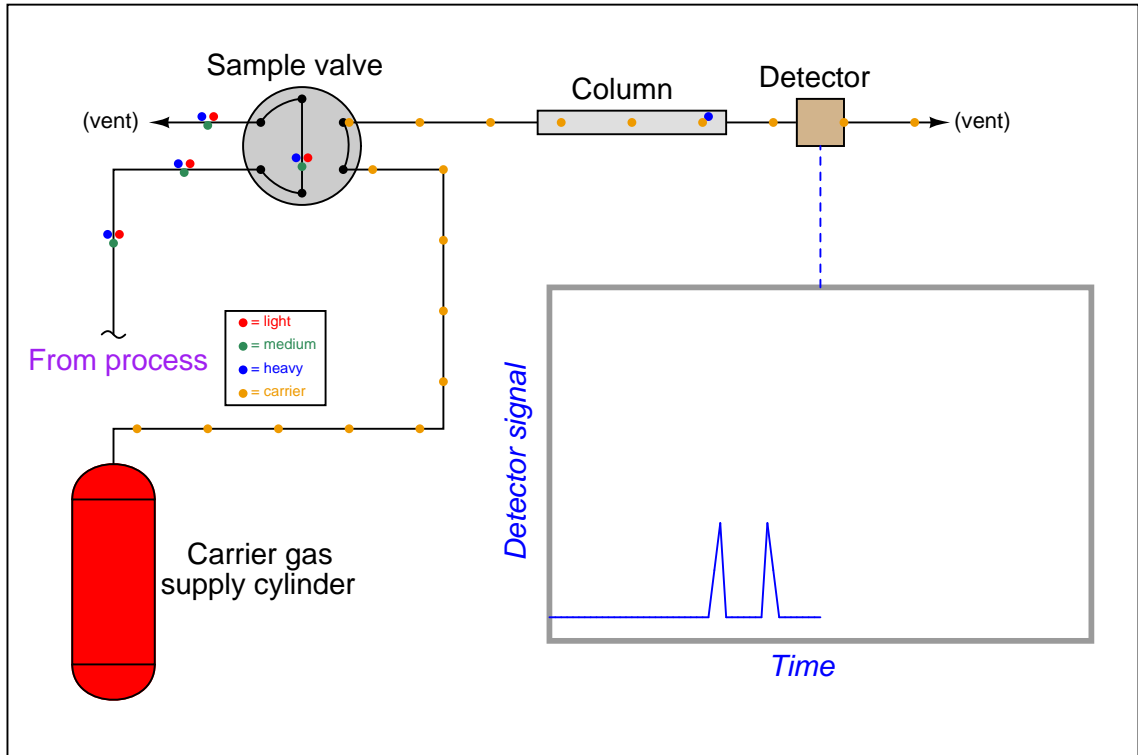 Sample valve
Column
Detector
(vent)
(vent)
= light
= medium
= heavy
= carrier
From process
Detector signal
Carrier gas
supply cylinder
Time